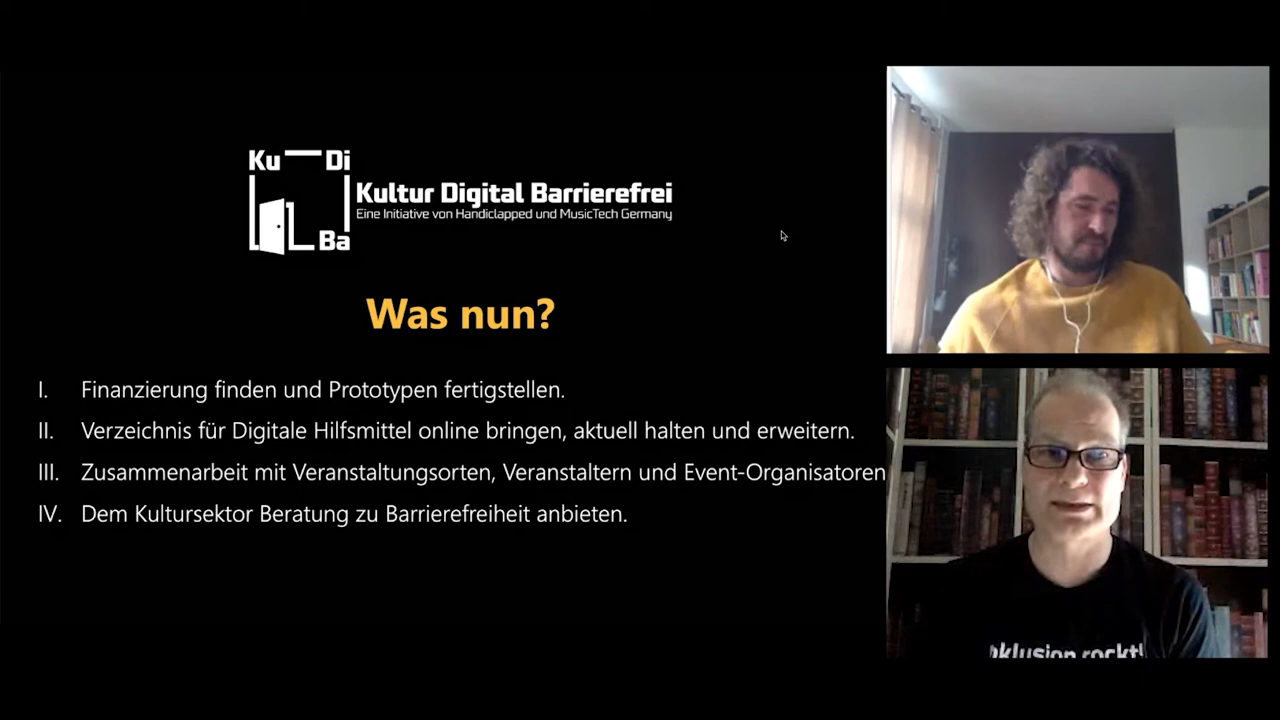 Ku Di
Ba
Kultur Digital Barrierefrei
Eine Initiative von Handiclapped und MusicTech Germany
Was nun?
I. Finanzierung finden und Prototypen fertigstellen.
II. Verzeichnis für Digitale Hilfsmittel online bringen, aktuell halten und erweitern.
III. Zusammenarbeit mit Veranstaltungsorten, Veranstaltern und Event-Organisatoren
IV. Dem Kultursektor Beratung zu Barrierefreiheit anbieten.
nklusion rockt!